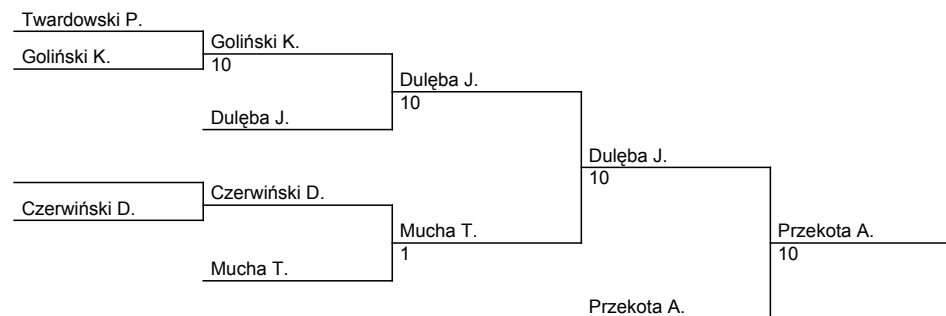 Twardowski P.
Goliński K.
Goliński K.
10
Dulęba J.
10
Dulęba J.
Dulęba J.
10
Czerwiński D.
Czerwiński D.
Mucha T.
1
Przekota A.
10
Mucha T.
Przekota A.